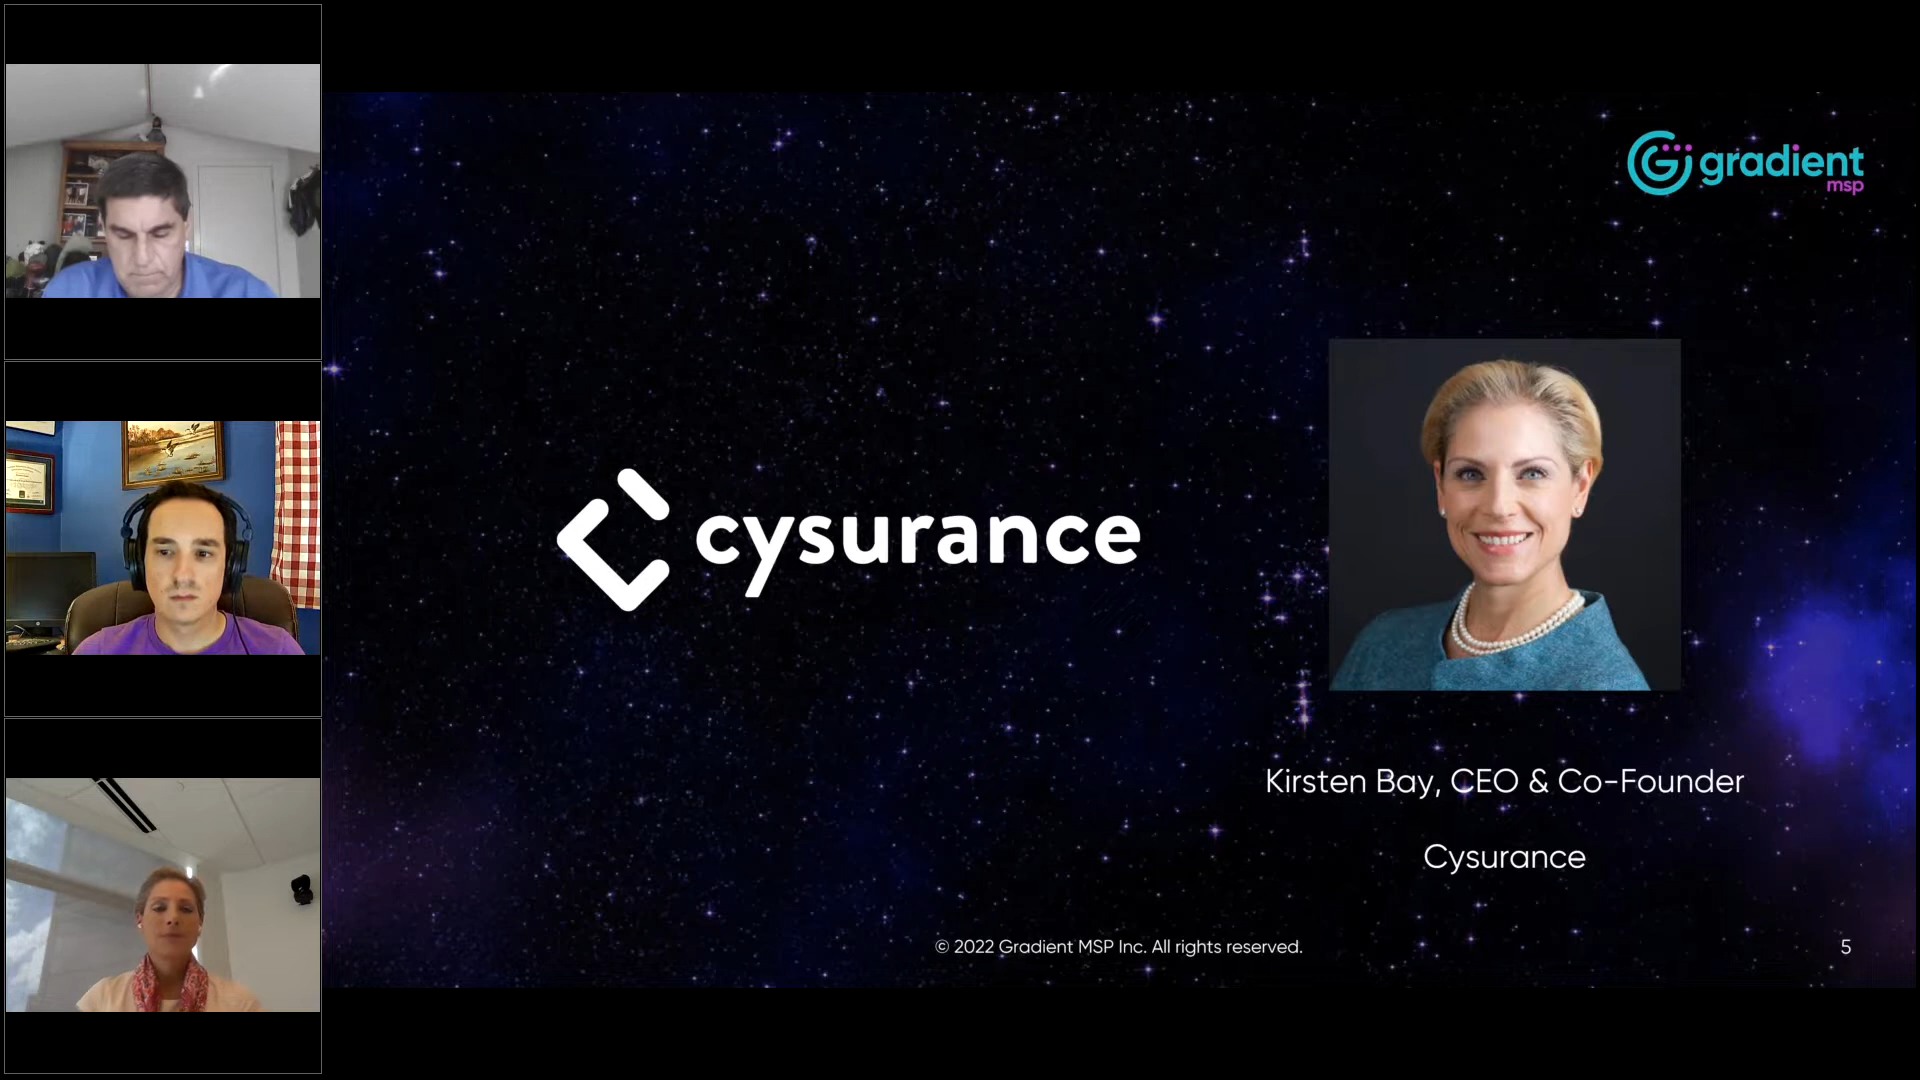 gradient
msp
cysurance
Kirsten Bay, CEO & Co-Founder
Cysurance
© 2022 Gradient MSP Inc. All rights reserved.
5